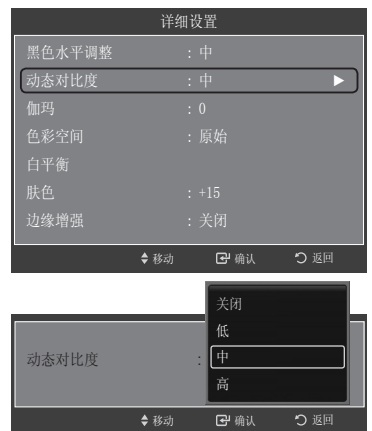 详细设置
黑色水平调整 : 中
动态对比度 : 中
伽玛 : 0
色彩空间 : 原始
白平衡
肤色 : +15
边缘增强 : 关闭
移动 确认 返回
关闭
低
动态对比度 : 中
高
移动 确认 返回